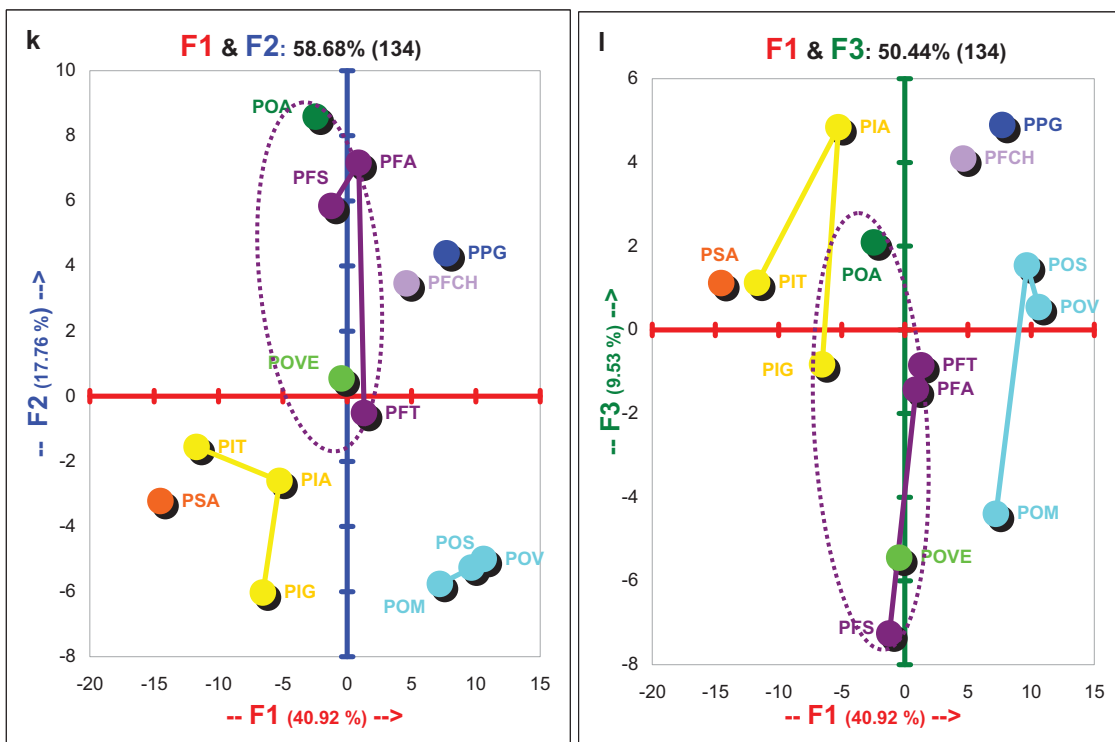 k
F1 & F2: 58.68% (134)
10
8
6
4
2
0
-2
-4
-6
-8
-20
-15
-10
-5
0
5
10
15
-- F2 (17.76 %) -->
-- F1 (40.92 %) -->
POA
PFA
PFS
PPG
PFCH
POVE
PFT
PIT
PIA
PSA
PIG
POS
POV
POM
l
F1 & F3: 50.44% (134)
6
4
2
0
-2
-4
-6
-8
-20
-15
-10
-5
0
5
10
15
-- F3 (9.53 %) -->
-- F1 (40.92 %) -->
PIA
PPG
PFCH
PSA
PIT
POA
POS
POV
PIG
PFT
PFA
POM
POVE
PFS